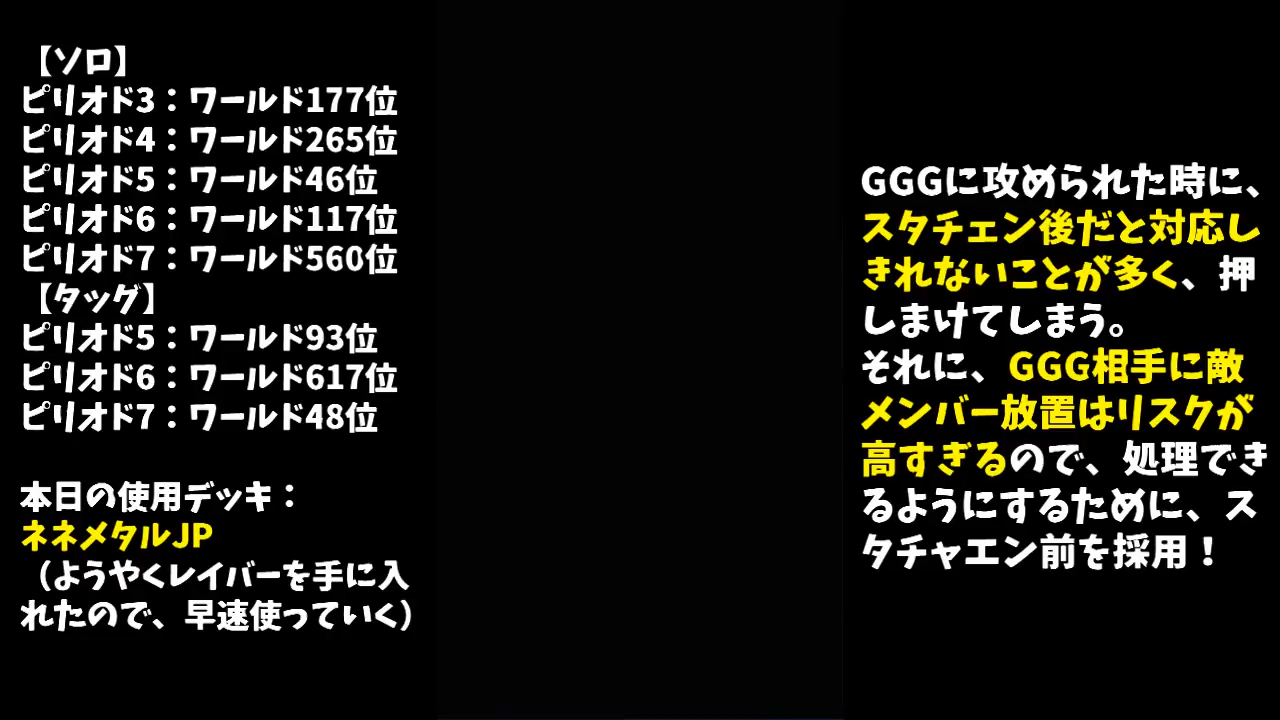 【ソロ】
ピリオド3：ワールド177位
ピリオド4：ワールド265位
ピリオド5：ワールド46位
ピリオド6：ワールド117位
ピリオド7：ワールド560位
【タッグ】
ピリオド5：ワールド93位
ピリオド6：ワールド617位
ピリオド7：ワールド48位
本日の使用デッキ：
ネネメタルJP
（ようやくレイバーを手に入
れたので、早速使っていく）
GGGに攻められた時に、
スタチェン後だと対応し
きれないことが多く、押
しまけてしまう。
それに、GGG相手に敵
メンバー放置はリスクが
高すぎるので、処理でき
るようにするために、ス
タチャエン前を採用！